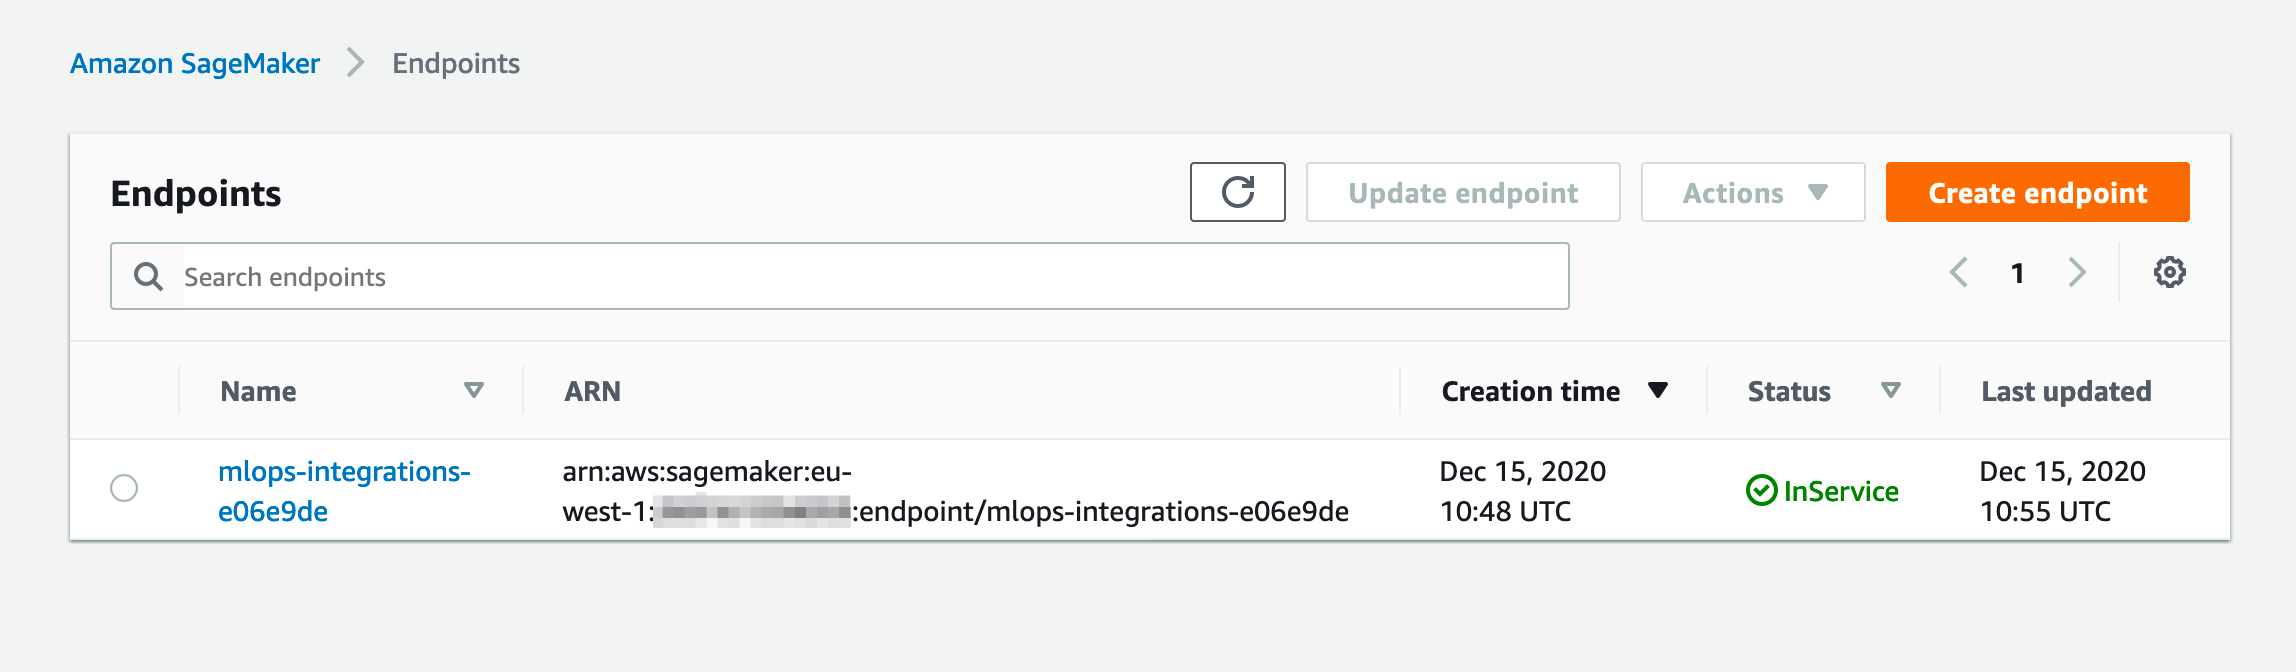 Amazon SageMaker Endpoints
Endpoints
Update endpoint Actions Create endpoint
Search endpoints 1
Name ARN Creation time Status Last updated
mlops-integrations- arn:aws:sagemaker:eu- Dec 15, 2020 InService Dec 15, 2020
e06e9de west-1: :endpoint/mlops-integrations-e06e9de 10:48 UTC 10:55 UTC